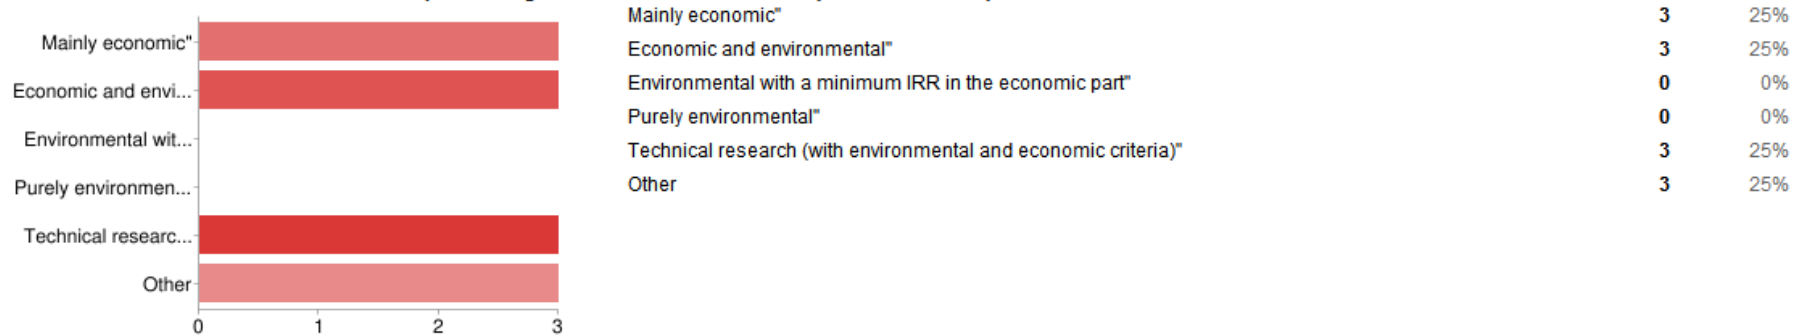 Mainly economic"
Economic and envi...
Environmental wit...
Purely environmen...
Technical researc...
Other
0 1 2 3
Mainly economic" 3 25%
Economic and environmental" 3 25%
Environmental with a minimum IRR in the economic part" 0 0%
Purely environmental" 0 0%
Technical research (with environmental and economic criteria)" 3 25%
Other 3 25%